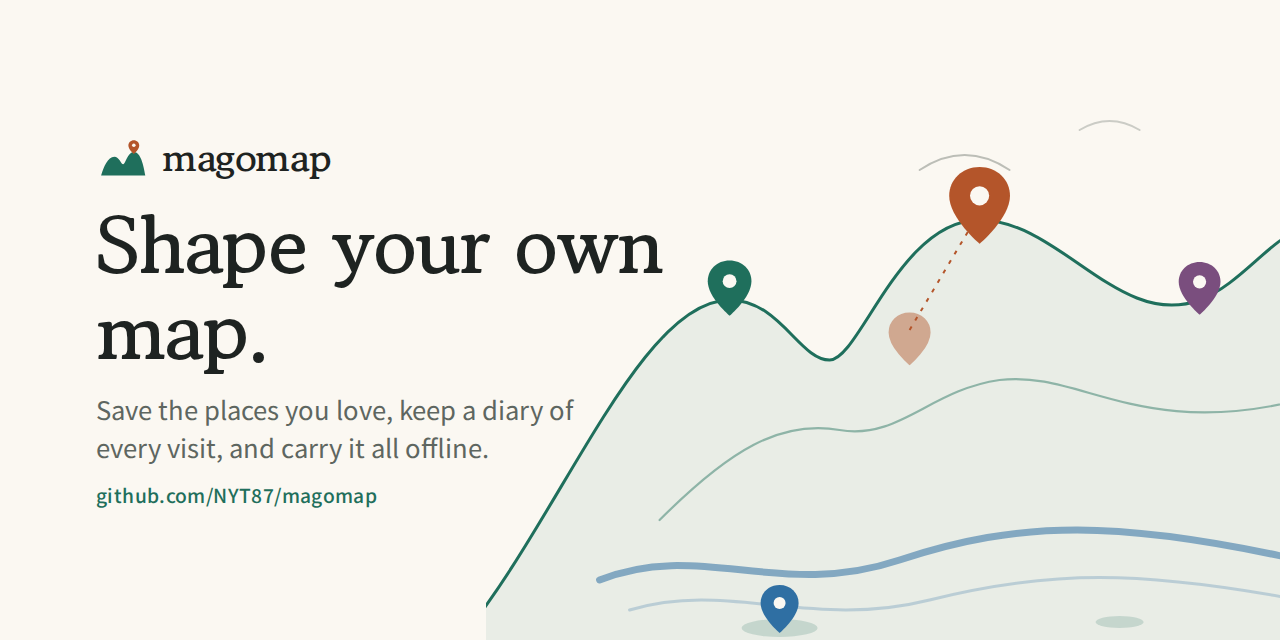 magomap
Shape your own
map.
Save the places you love, keep a diary of
every visit, and carry it all offline.
github.com/NYT87/magomap